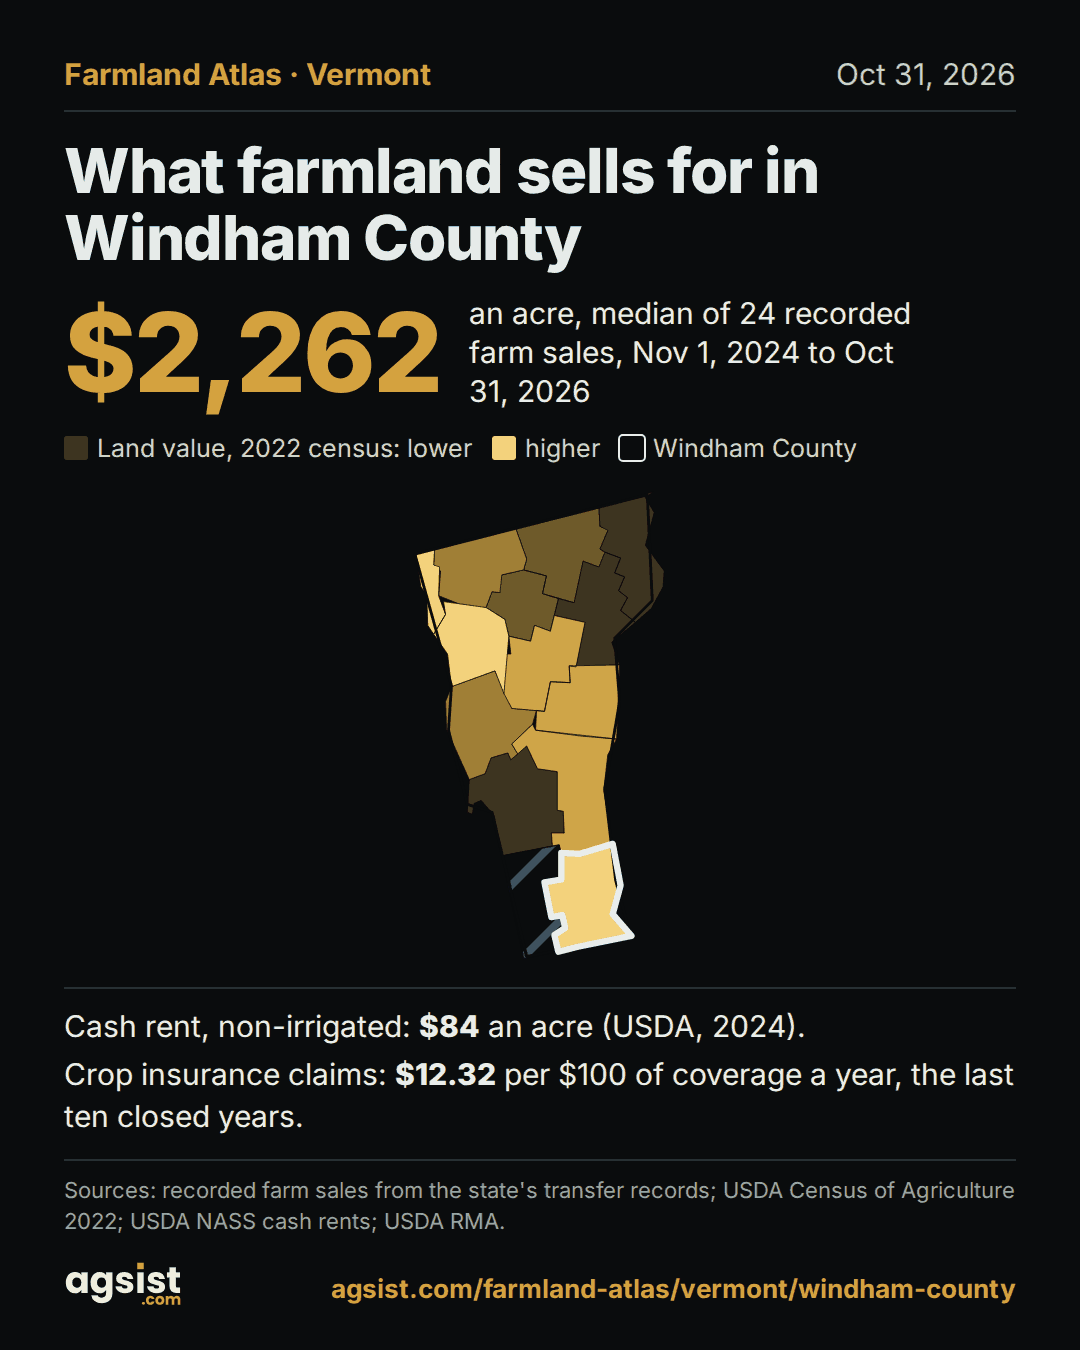 Farmland Atlas · Vermont
Oct 31, 2026
What farmland sells for in
Windham County
$2,262
an acre, median of 24 recorded
farm sales, Nov 1, 2024 to Oct
31, 2026
Land value, 2022 census: lower
higher
Windham County
Cash rent, non-irrigated: $84 an acre (USDA, 2024).
Crop insurance claims: $12.32 per $100 of coverage a year, the last
ten closed years.
Sources: recorded farm sales from the state's transfer records; USDA Census of Agriculture
2022; USDA NASS cash rents; USDA RMA.
agsist
.com
agsist.com/farmland-atlas/vermont/windham-county